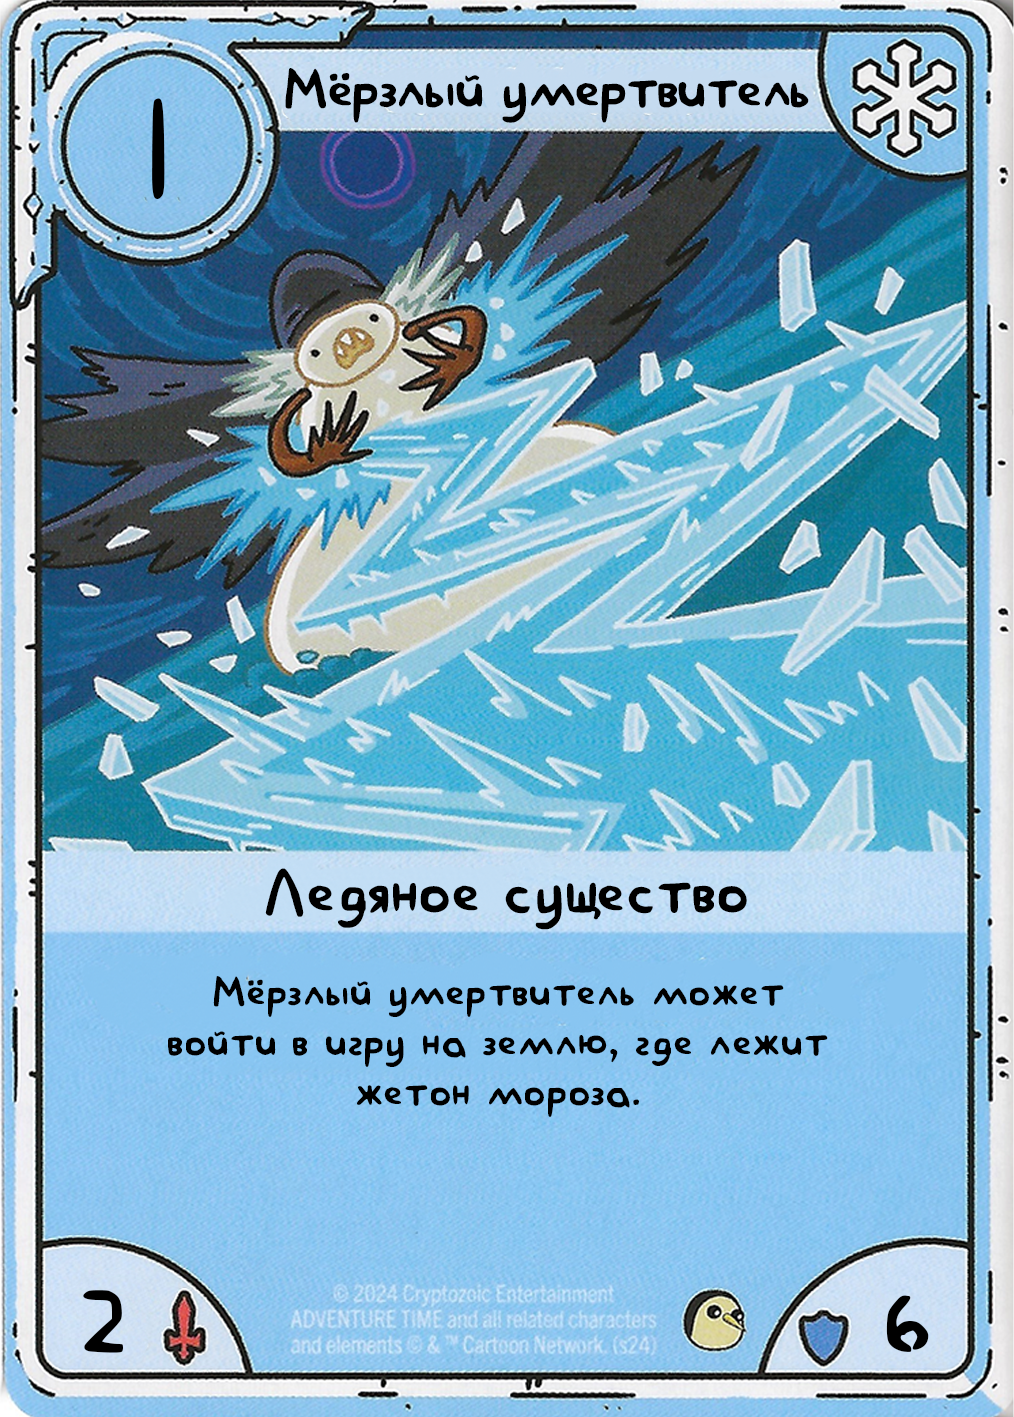 1
Мёрзлый умертвитель
Ледяное существо
Мёрзлый умертвитель может
войти в игру на землю, где лежит
жетон мороза.
2
© 2024 Cryptozoic Entertainment
ADVENTURE TIME and all related characters
and elements © & ™ Cartoon Network. (s24)
6